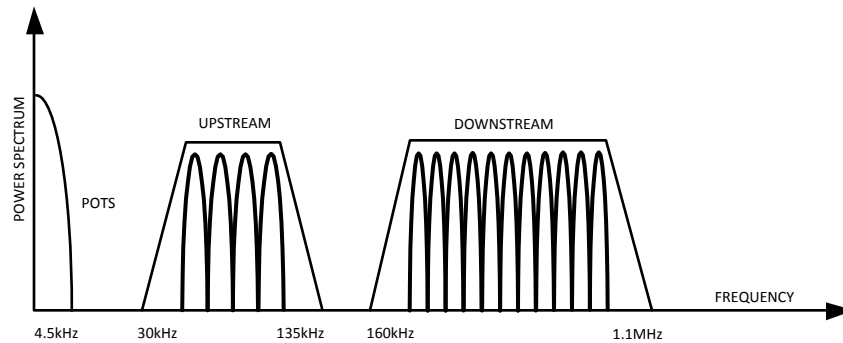 POWER SPECTRUM
UPSTREAM
DOWNSTREAM
POTS
FREQUENCY
4.5kHz 30kHz 135kHz 160kHz 1.1MHz